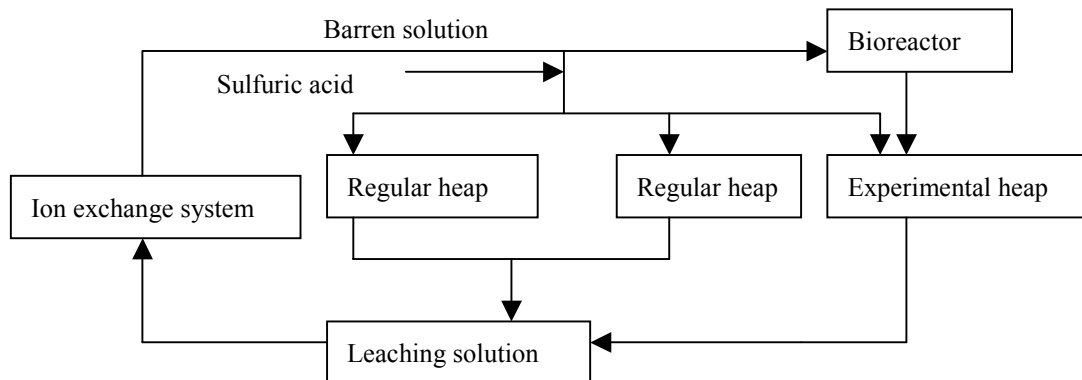 Barren solution
Bioreactor
Sulfuric acid
Regular heap
Regular heap
Experimental heap
Ion exchange system
Leaching solution